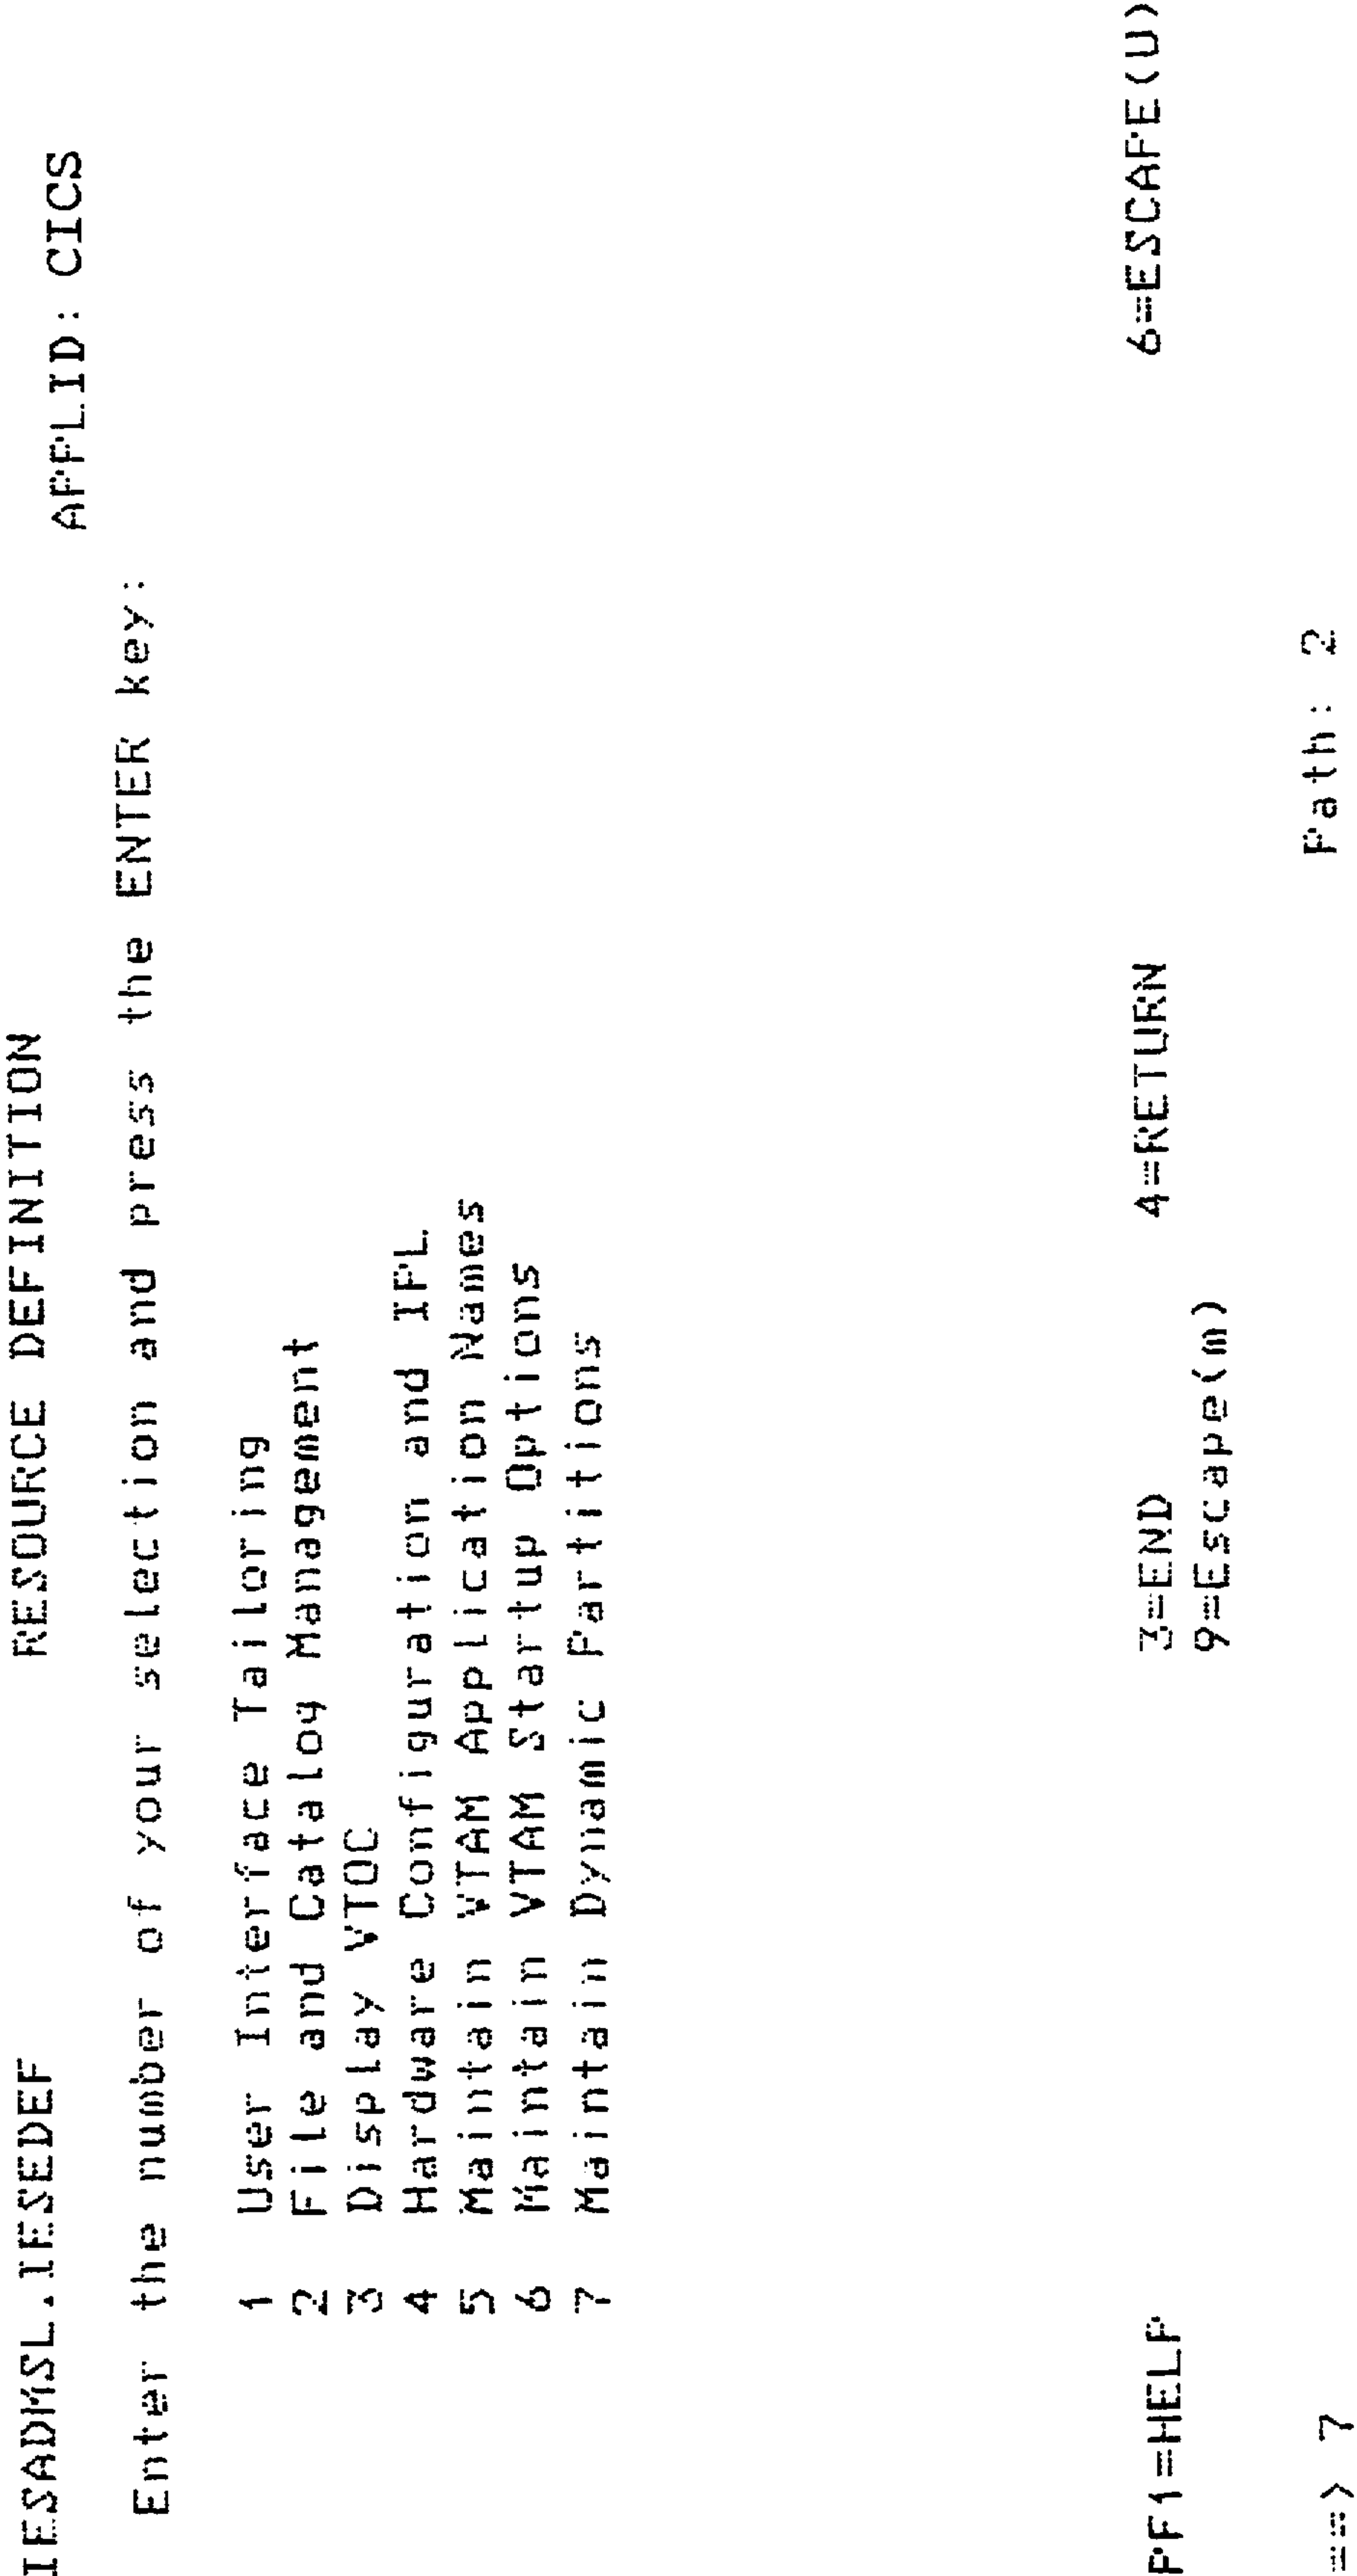 IESADMSL.IESEDEF RESOURCE DEFINITION
APPLID: CICS
Enter the number of your selection and press the ENTER key:
1 User Interface Tailoring
2 File and Catalog Management
3 Display VTOC
4 Hardware Configuration and IPL
5 Maintain VTAM Application Names
6 Maintain VTAM Startup Options
7 Maintain Dynamic Partitions
PF1=HELP 3=END 4=RETURN 6=ESCAPE(U)
9=Escape(m)
==> 7 Path: 2